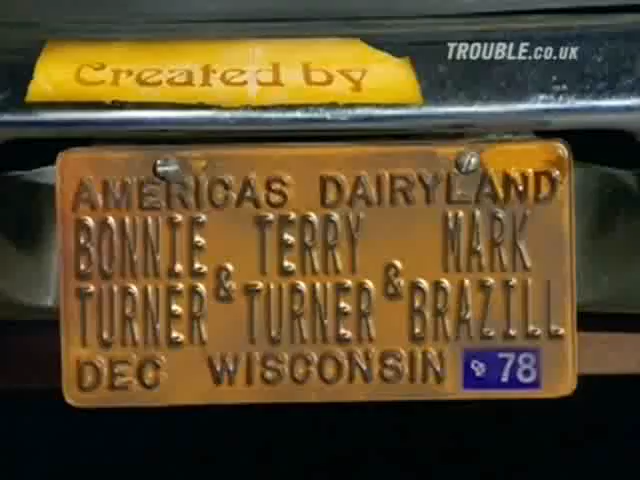 TROUBLE.CO.UK
Created by
AMERICAS DAIRYLAND
BONNIE TERRY MARK
TURNER & TURNER & BRAZILL
DEC WISCONSIN 78